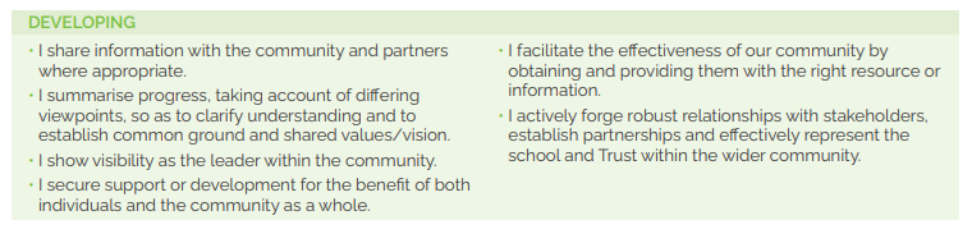 DEVELOPING
• I share information with the community and partners
where appropriate.
• I summarise progress, taking account of differing
viewpoints, so as to clarify understanding and to
establish common ground and shared values/vision.
• I show visibility as the leader within the community.
• I secure support or development for the benefit of both
individuals and the community as a whole.
• I facilitate the effectiveness of our community by
obtaining and providing them with the right resource or
information.
• I actively forge robust relationships with stakeholders,
establish partnerships and effectively represent the
school and Trust within the wider community.